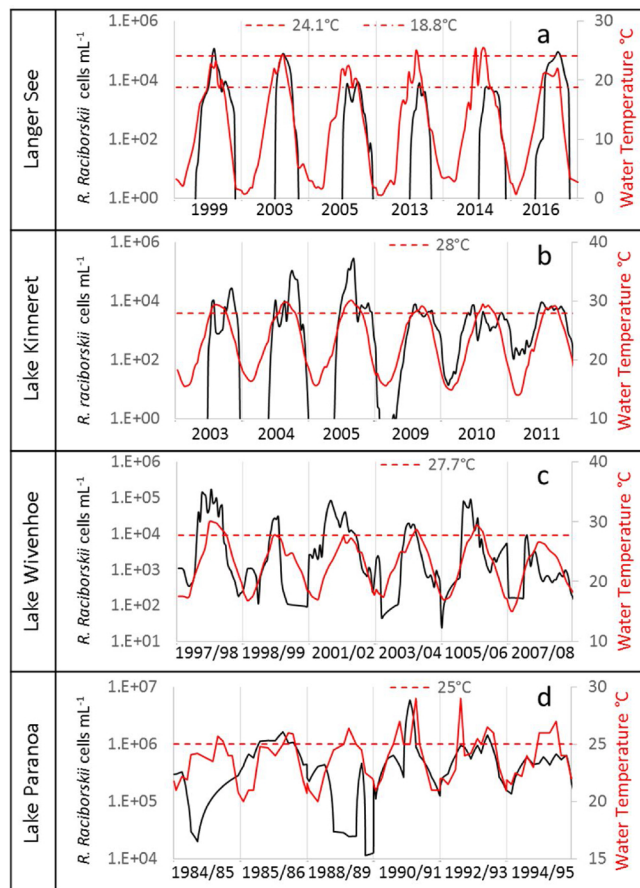 24.1°C 18.8°C
a
Langer See
R. Raciborskii cells mL-1
1.E+06
1.E+04
1.E+02
1.E+00
30
25
20
15
10
5
0
Water Temperature °C
1999 2003 2005 2013 2014 2016
28°C
b
Lake Kinneret
R. raciborskii cells mL-1
1.E+06
1.E+04
1.E+02
1.E+00
40
30
20
10
Water Temperature °C
2003 2004 2005 2009 2010 2011
27.7°C
c
Lake Wivenhoe
R. Raciborskii cells mL-1
1.E+06
1.E+05
1.E+04
1.E+03
1.E+02
1.E+01
40
30
20
10
Water Temperature °C
1997/98 1998/99 2001/02 2003/04 1005/06 2007/08
25°C
d
Lake Paranoa
R. Raciborskii cells mL-1
1.E+07
1.E+06
1.E+05
1.E+04
30
25
20
15
Water Temperature °C
1984/85 1985/86 1988/89 1990/91 1992/93 1994/95